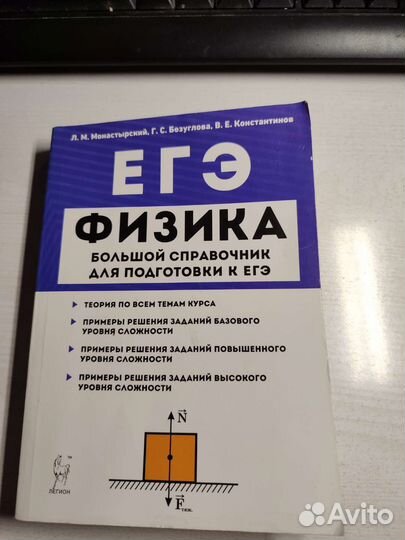 Л. М. Монастырский, Г. С. Безуглова, В. Е. Константинов
ЕГЭ
ФИЗИКА
БОЛЬШОЙ СПРАВОЧНИК
ДЛЯ ПОДГОТОВКИ К ЕГЭ
ТЕОРИЯ ПО ВСЕМ ТЕМАМ КУРСА
ПРИМЕРЫ РЕШЕНИЯ ЗАДАНИЙ БАЗОВОГО
УРОВНЯ СЛОЖНОСТИ
ПРИМЕРЫ РЕШЕНИЯ ЗАДАНИЙ ПОВЫШЕННОГО
УРОВНЯ СЛОЖНОСТИ
ПРИМЕРЫ РЕШЕНИЯ ЗАДАНИЙ ВЫСОКОГО
УРОВНЯ СЛОЖНОСТИ
N
F тяж.
ЛЕГИОН
TM
Avito